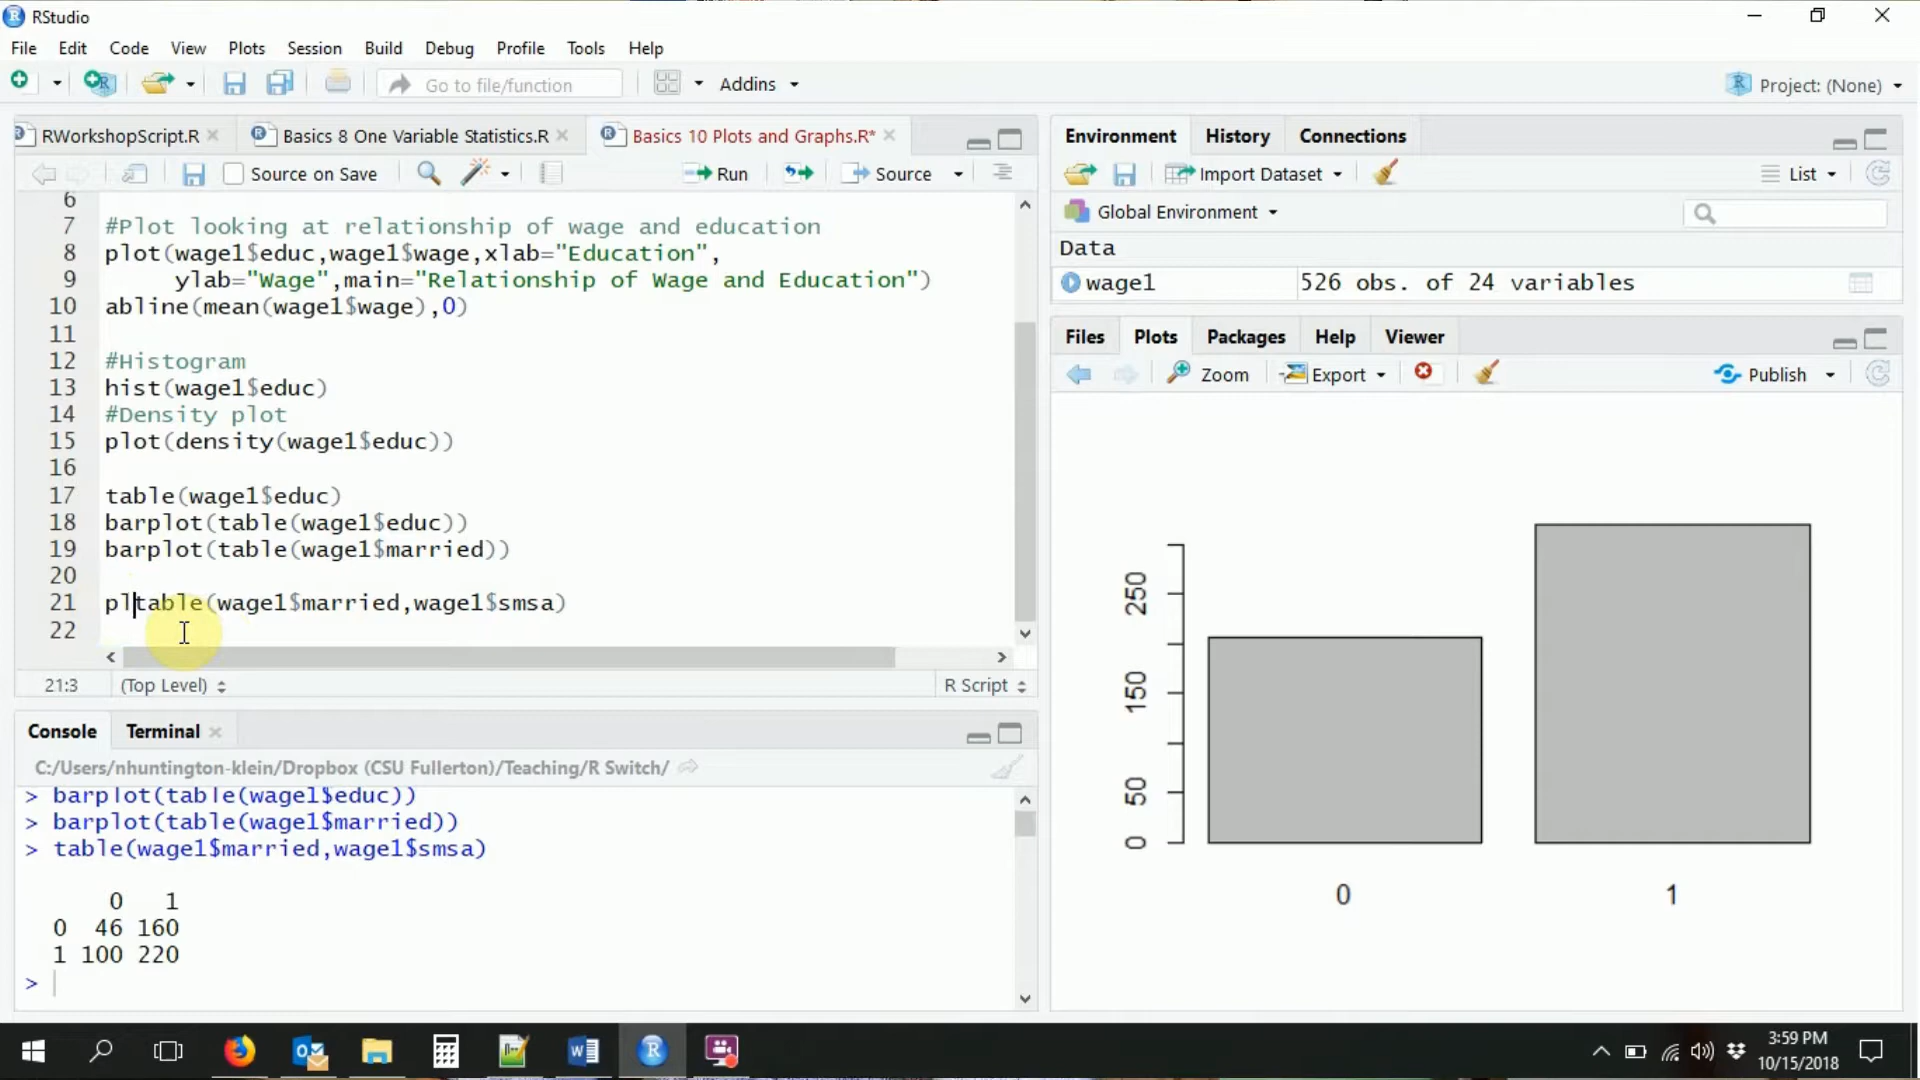 RStudio
File Edit Code View Plots Session Build Debug Profile Tools Help
Go to file/function Addins Project: (None)
RWorkshopScript.R Basics 8 One Variable Statistics.R Basics 10 Plots and Graphs.R*
Source on Save Run Source
6
7 #Plot looking at relationship of wage and education
8 plot(wage1$educ,wage1$wage,xlab="Education",
9 ylab="Wage",main="Relationship of Wage and Education")
10 abline(mean(wage1$wage),0)
11
12 #Histogram
13 hist(wage1$educ)
14 #Density plot
15 plot(density(wage1$educ))
16
17 table(wage1$educ)
18 barplot(table(wage1$educ))
19 barplot(table(wage1$married))
20
21 pltable(wage1$married,wage1$smsa)
22
21:3 (Top Level) R Script
Console Terminal
C:/Users/nhuntington-klein/Dropbox (CSU Fullerton)/Teaching/R Switch/
> barplot(table(wage1$educ))
> barplot(table(wage1$married))
> table(wage1$married,wage1$smsa)
0 1
0 46 160
1 100 220
>
Environment History Connections
Import Dataset List
Global Environment
Data
wage1 526 obs. of 24 variables
Files Plots Packages Help Viewer
Zoom Export Publish
250
150
50
0
0 1
3:59 PM
10/15/2018